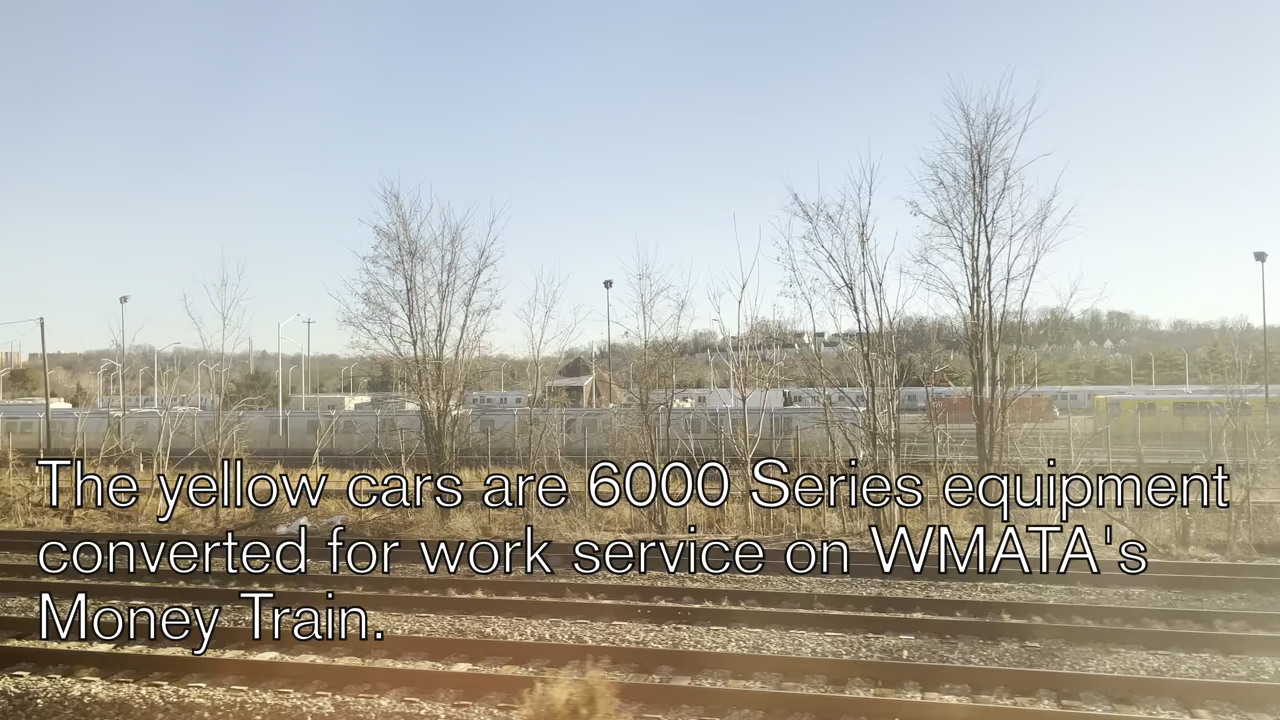 The yellow cars are 6000 Series equipment
converted for work service on WMATA's
Money Train.